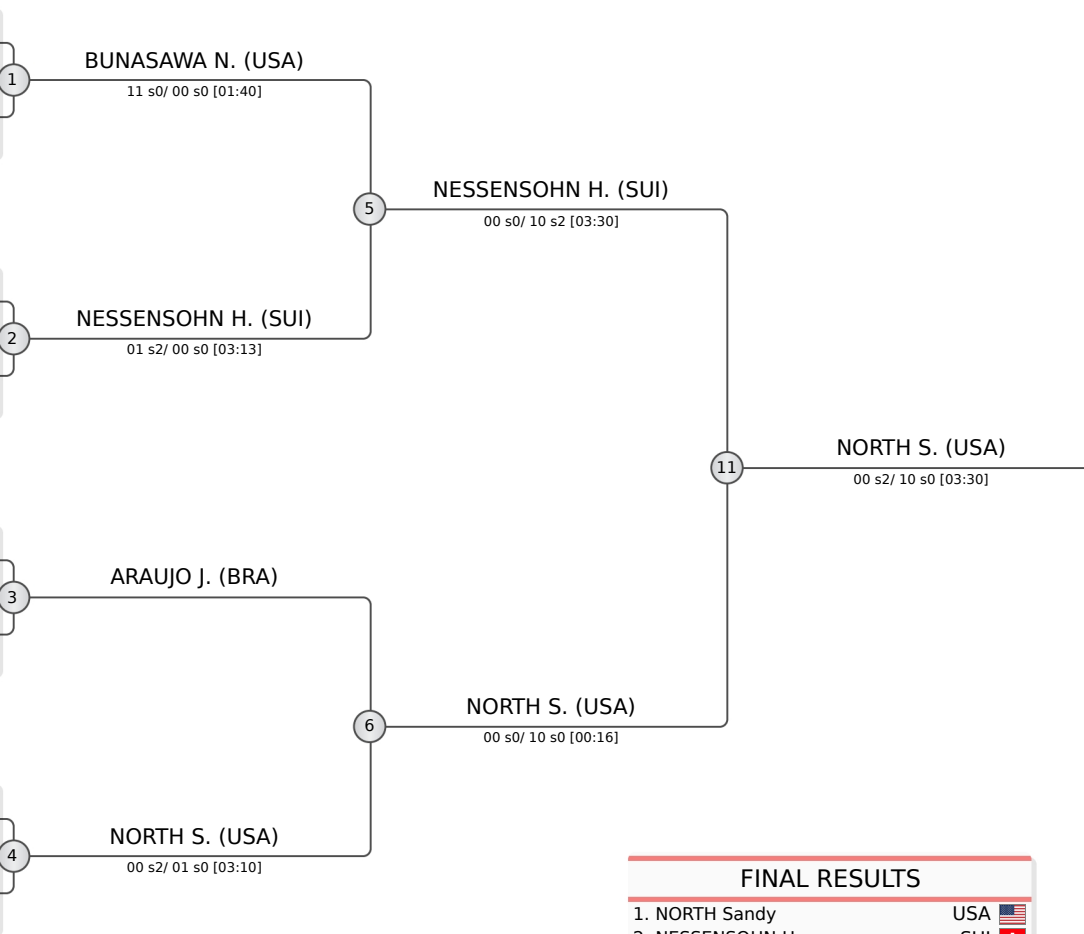 BUNASAWA N. (USA)
1
11 s0/ 00 s0 [01:40]
NESSENSOHN H. (SUI)
5
00 s0/ 10 s2 [03:30]
NESSENSOHN H. (SUI)
2
01 s2/ 00 s0 [03:13]
NORTH S. (USA)
11
00 s2/ 10 s0 [03:30]
ARAUJO J. (BRA)
3
NORTH S. (USA)
6
00 s0/ 10 s0 [00:16]
NORTH S. (USA)
4
00 s2/ 01 s0 [03:10]
FINAL RESULTS
1. NORTH Sandy USA
2. NESSENSOHN H SUI